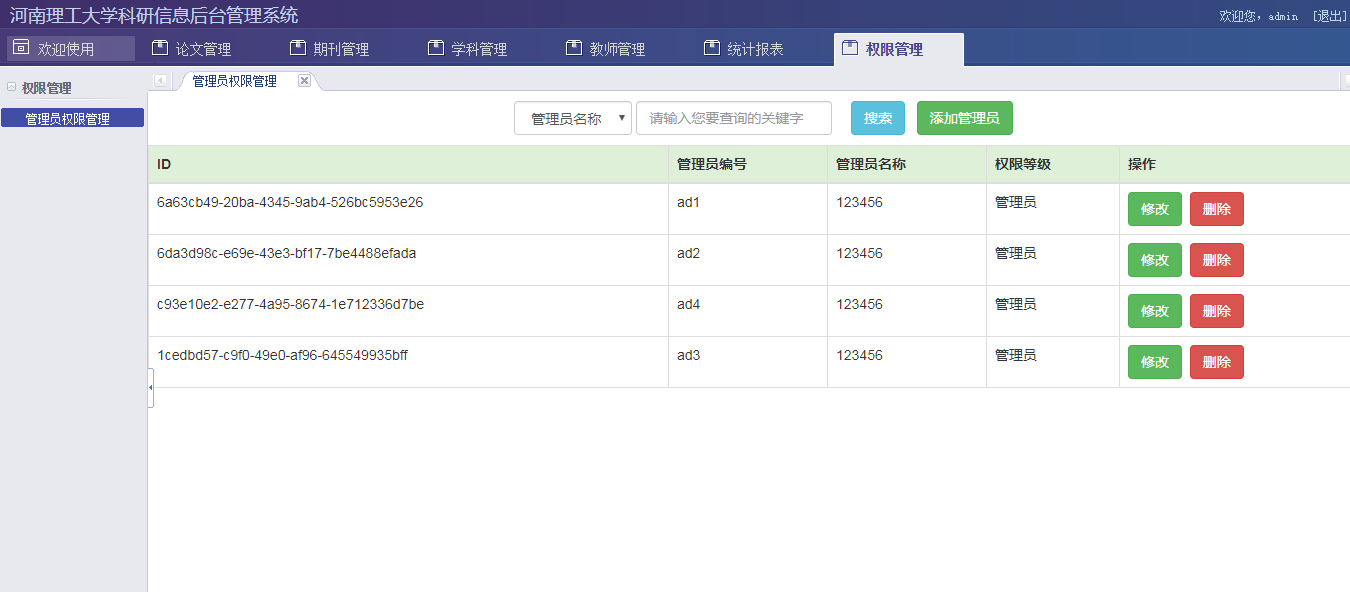 河南理工大学科研信息后台管理系统
欢迎您，admin [退出]
欢迎使用 论文管理 期刊管理 学科管理 教师管理 统计报表 权限管理
权限管理
管理员权限管理
管理员权限管理
管理员名称 请输入您要查询的关键字 搜索 添加管理员
ID 管理员编号 管理员名称 权限等级 操作
6a63cb49-20ba-4345-9ab4-526bc5953e26 ad1 123456 管理员 修改 删除
6da3d98c-e69e-43e3-bf17-7be4488efada ad2 123456 管理员 修改 删除
c93e10e2-e277-4a95-8674-1e712336d7be ad4 123456 管理员 修改 删除
1cedbd57-c9f0-49e0-af96-645549935bff ad3 123456 管理员 修改 删除